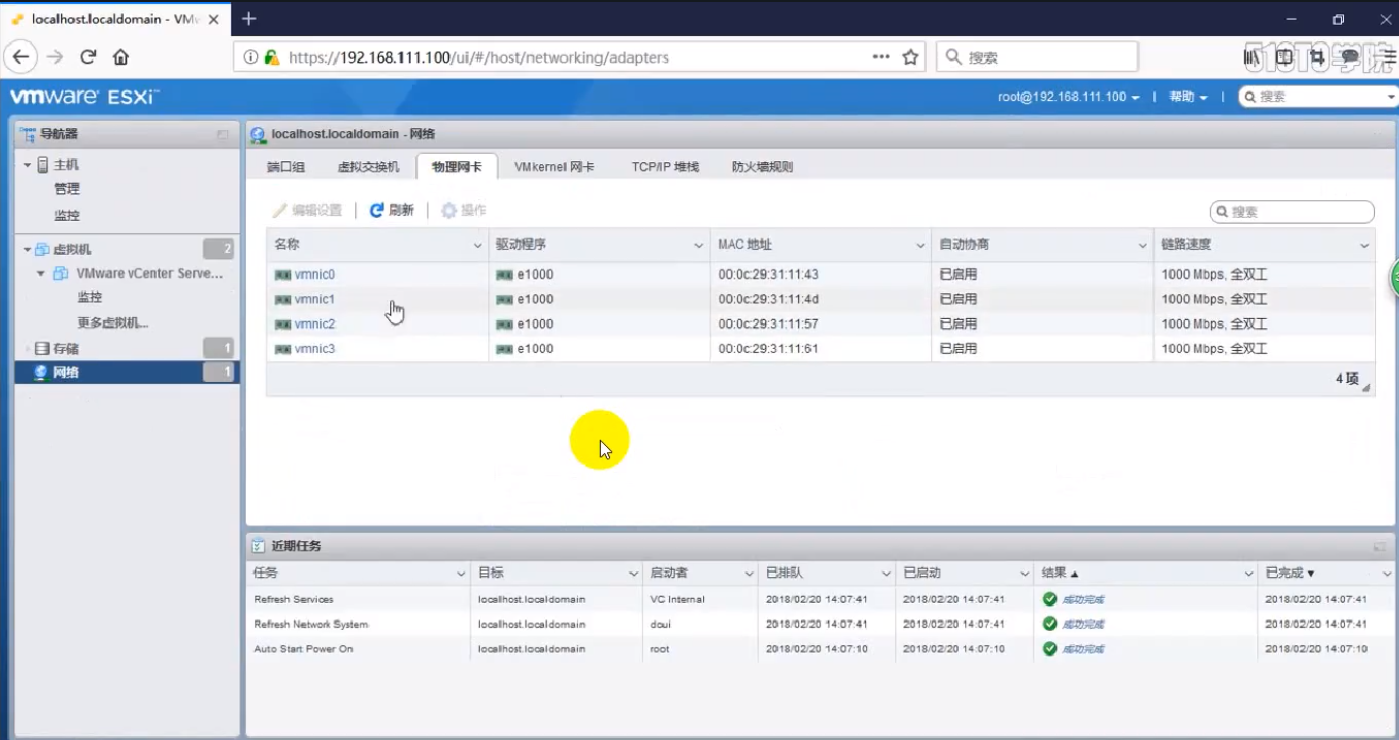 localhost.localdomain - VMw
https://192.168.111.100/ui/#/host/networking/adapters
搜索
51CTO学院
vmware ESXi™
root@192.168.111.100
帮助
搜索
导航器
主机
管理
监控
虚拟机 2
VMware vCenter Serve...
监控
更多虚拟机...
存储 1
网络 1
localhost.localdomain - 网络
端口组 虚拟交换机 物理网卡 VMkernel 网卡 TCP/IP 堆栈 防火墙规则
编辑设置 刷新 操作 搜索
名称 驱动程序 MAC 地址 自动协商 链路速度
vmnic0 e1000 00:0c:29:31:11:43 已启用 1000 Mbps, 全双工
vmnic1 e1000 00:0c:29:31:11:4d 已启用 1000 Mbps, 全双工
vmnic2 e1000 00:0c:29:31:11:57 已启用 1000 Mbps, 全双工
vmnic3 e1000 00:0c:29:31:11:61 已启用 1000 Mbps, 全双工
4 项
近期任务
任务 目标 启动者 已排队 已启动 结果▲ 已完成▼
Refresh Services localhost.localdomain VC Internal 2018/02/20 14:07:41 2018/02/20 14:07:41 成功完成 2018/02/20 14:07:41
Refresh Network System localhost.localdomain dcui 2018/02/20 14:07:41 2018/02/20 14:07:41 成功完成 2018/02/20 14:07:41
Auto Start Power On localhost.localdomain root 2018/02/20 14:07:10 2018/02/20 14:07:10 成功完成 2018/02/20 14:07:10